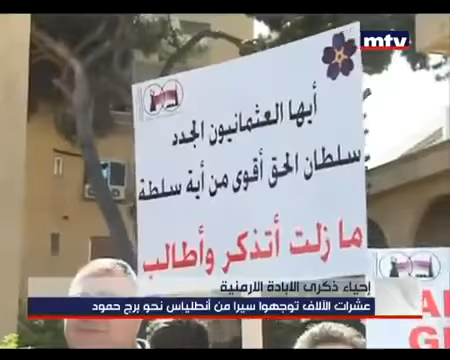 mtv
أيها العثمانيون الجدد
سلطان الحق أقوى من أية سلطة
ما زلت أتذكر وأطالب
إحياء ذكرى الابادة الارمنية
عشرات الآلاف توجهوا سيرا من أنطلياس نحو برج حمود